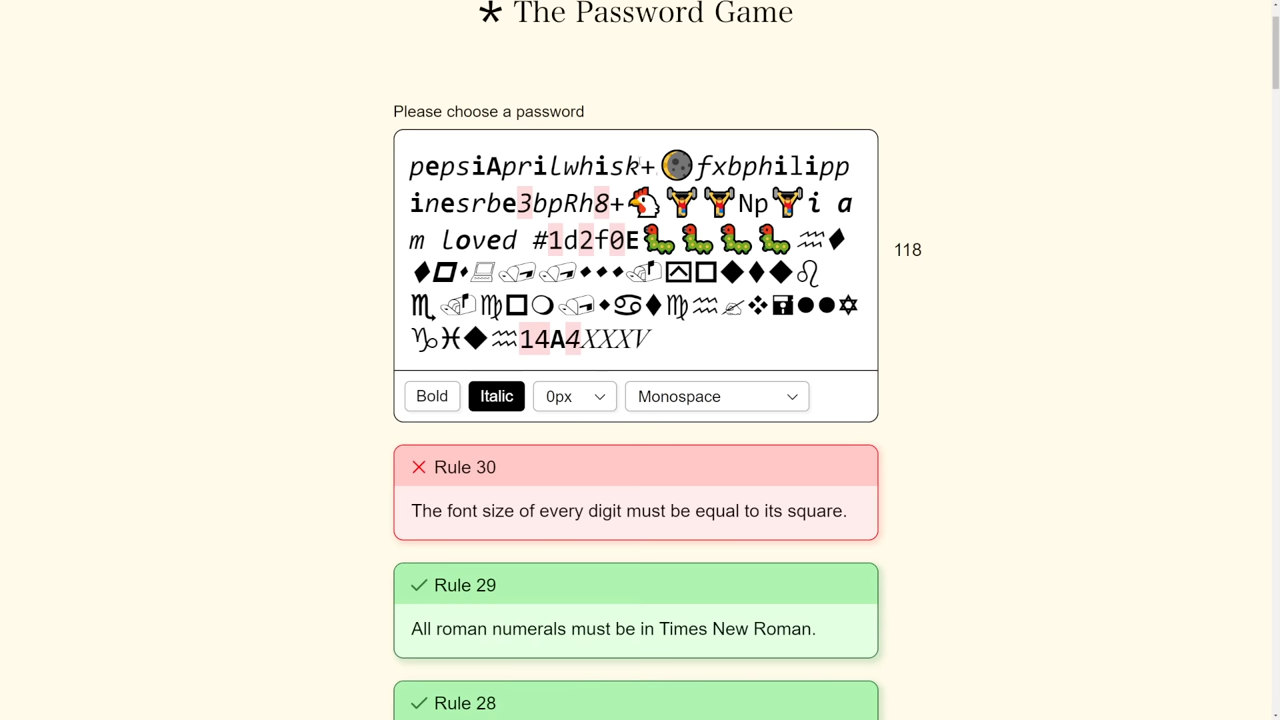 * The Password Game
Please choose a password
pepsiAprilwhisk+🌘fxbphilipp
inesrbe3bpRh8+🐔🏋️🏋️Np🏋️i a
m loved #1d2f0E🐛🐛🐛🐛
14A4XXXV
118
Bold Italic 0px Monospace
Rule 30
The font size of every digit must be equal to its square.
Rule 29
All roman numerals must be in Times New Roman.
Rule 28